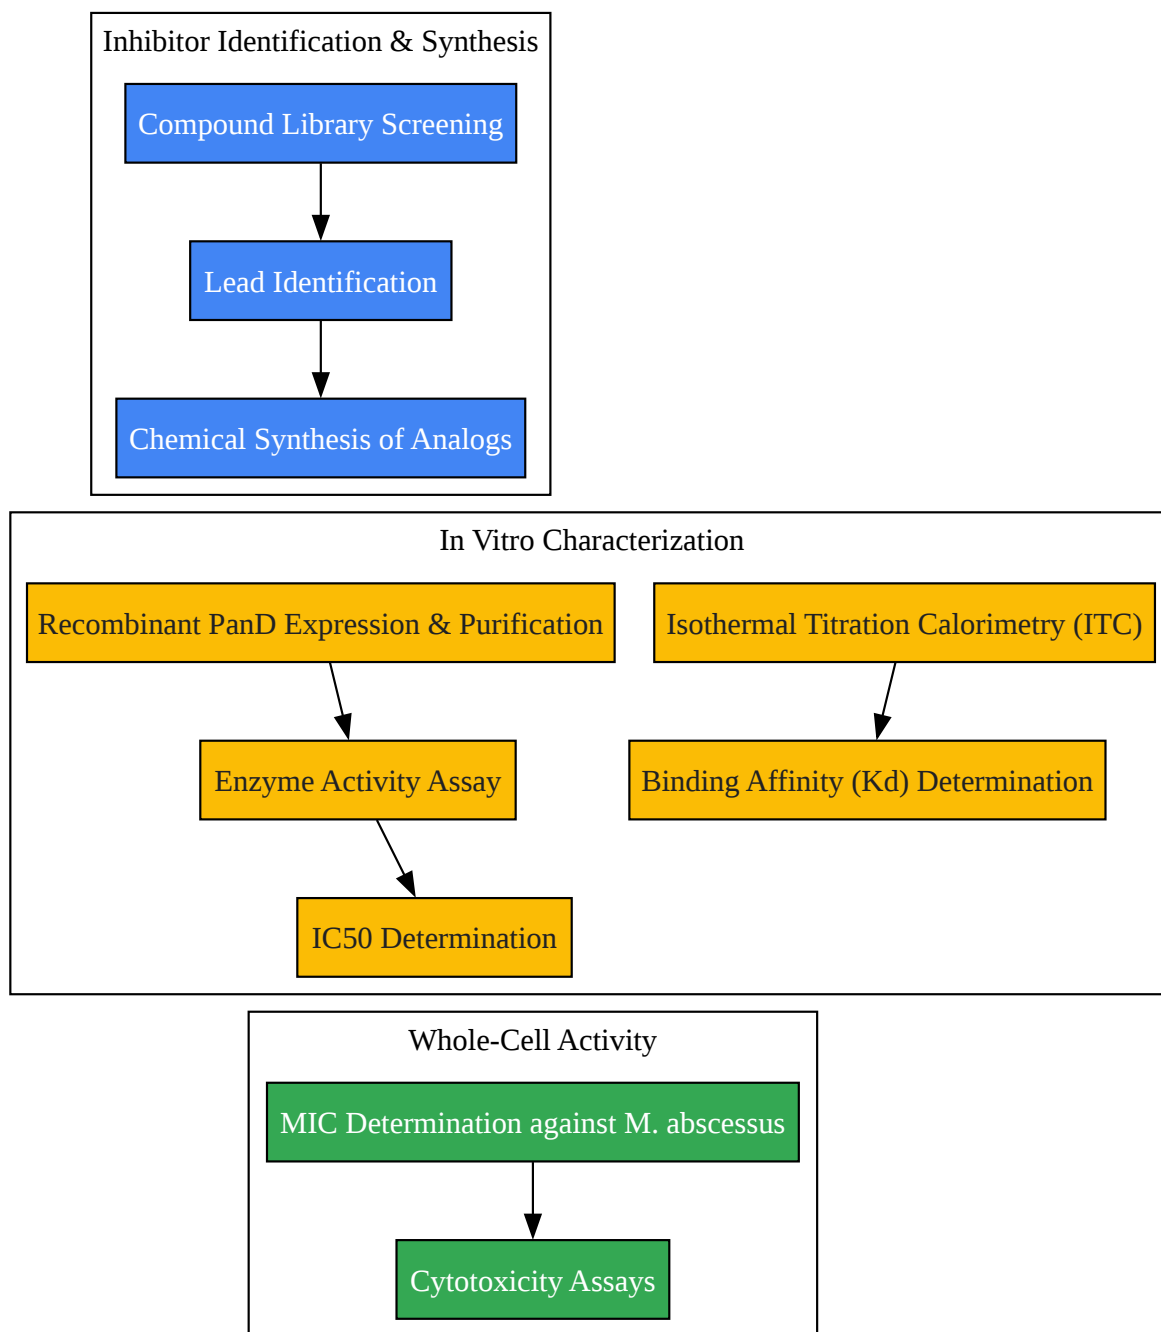 Inhibitor Identification & Synthesis
Compound Library Screening
Lead Identification
Chemical Synthesis of Analogs
In Vitro Characterization
Recombinant PanD Expression & Purification
Isothermal Titration Calorimetry (ITC)
Enzyme Activity Assay
Binding Affinity (Kd) Determination
IC50 Determination
Whole-Cell Activity
MIC Determination against M. abscessus
Cytotoxicity Assays